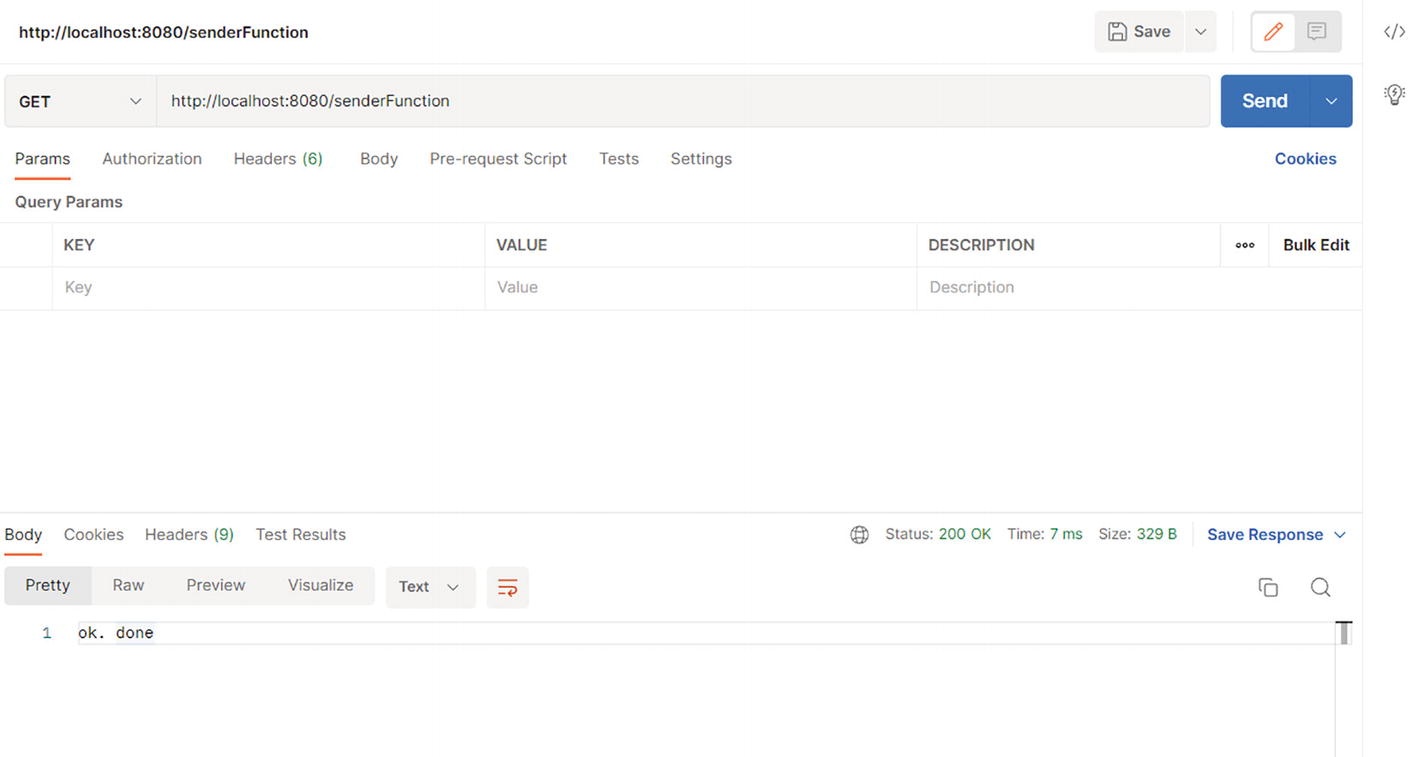 http://localhost:8080/senderFunction Save
GET http://localhost:8080/senderFunction Send
Params Authorization Headers (6) Body Pre-request Script Tests Settings Cookies
Query Params
KEY VALUE DESCRIPTION Bulk Edit
Key Value Description
Body Cookies Headers (9) Test Results Status: 200 OK Time: 7 ms Size: 329 B Save Response
Pretty Raw Preview Visualize Text
1 ok. done